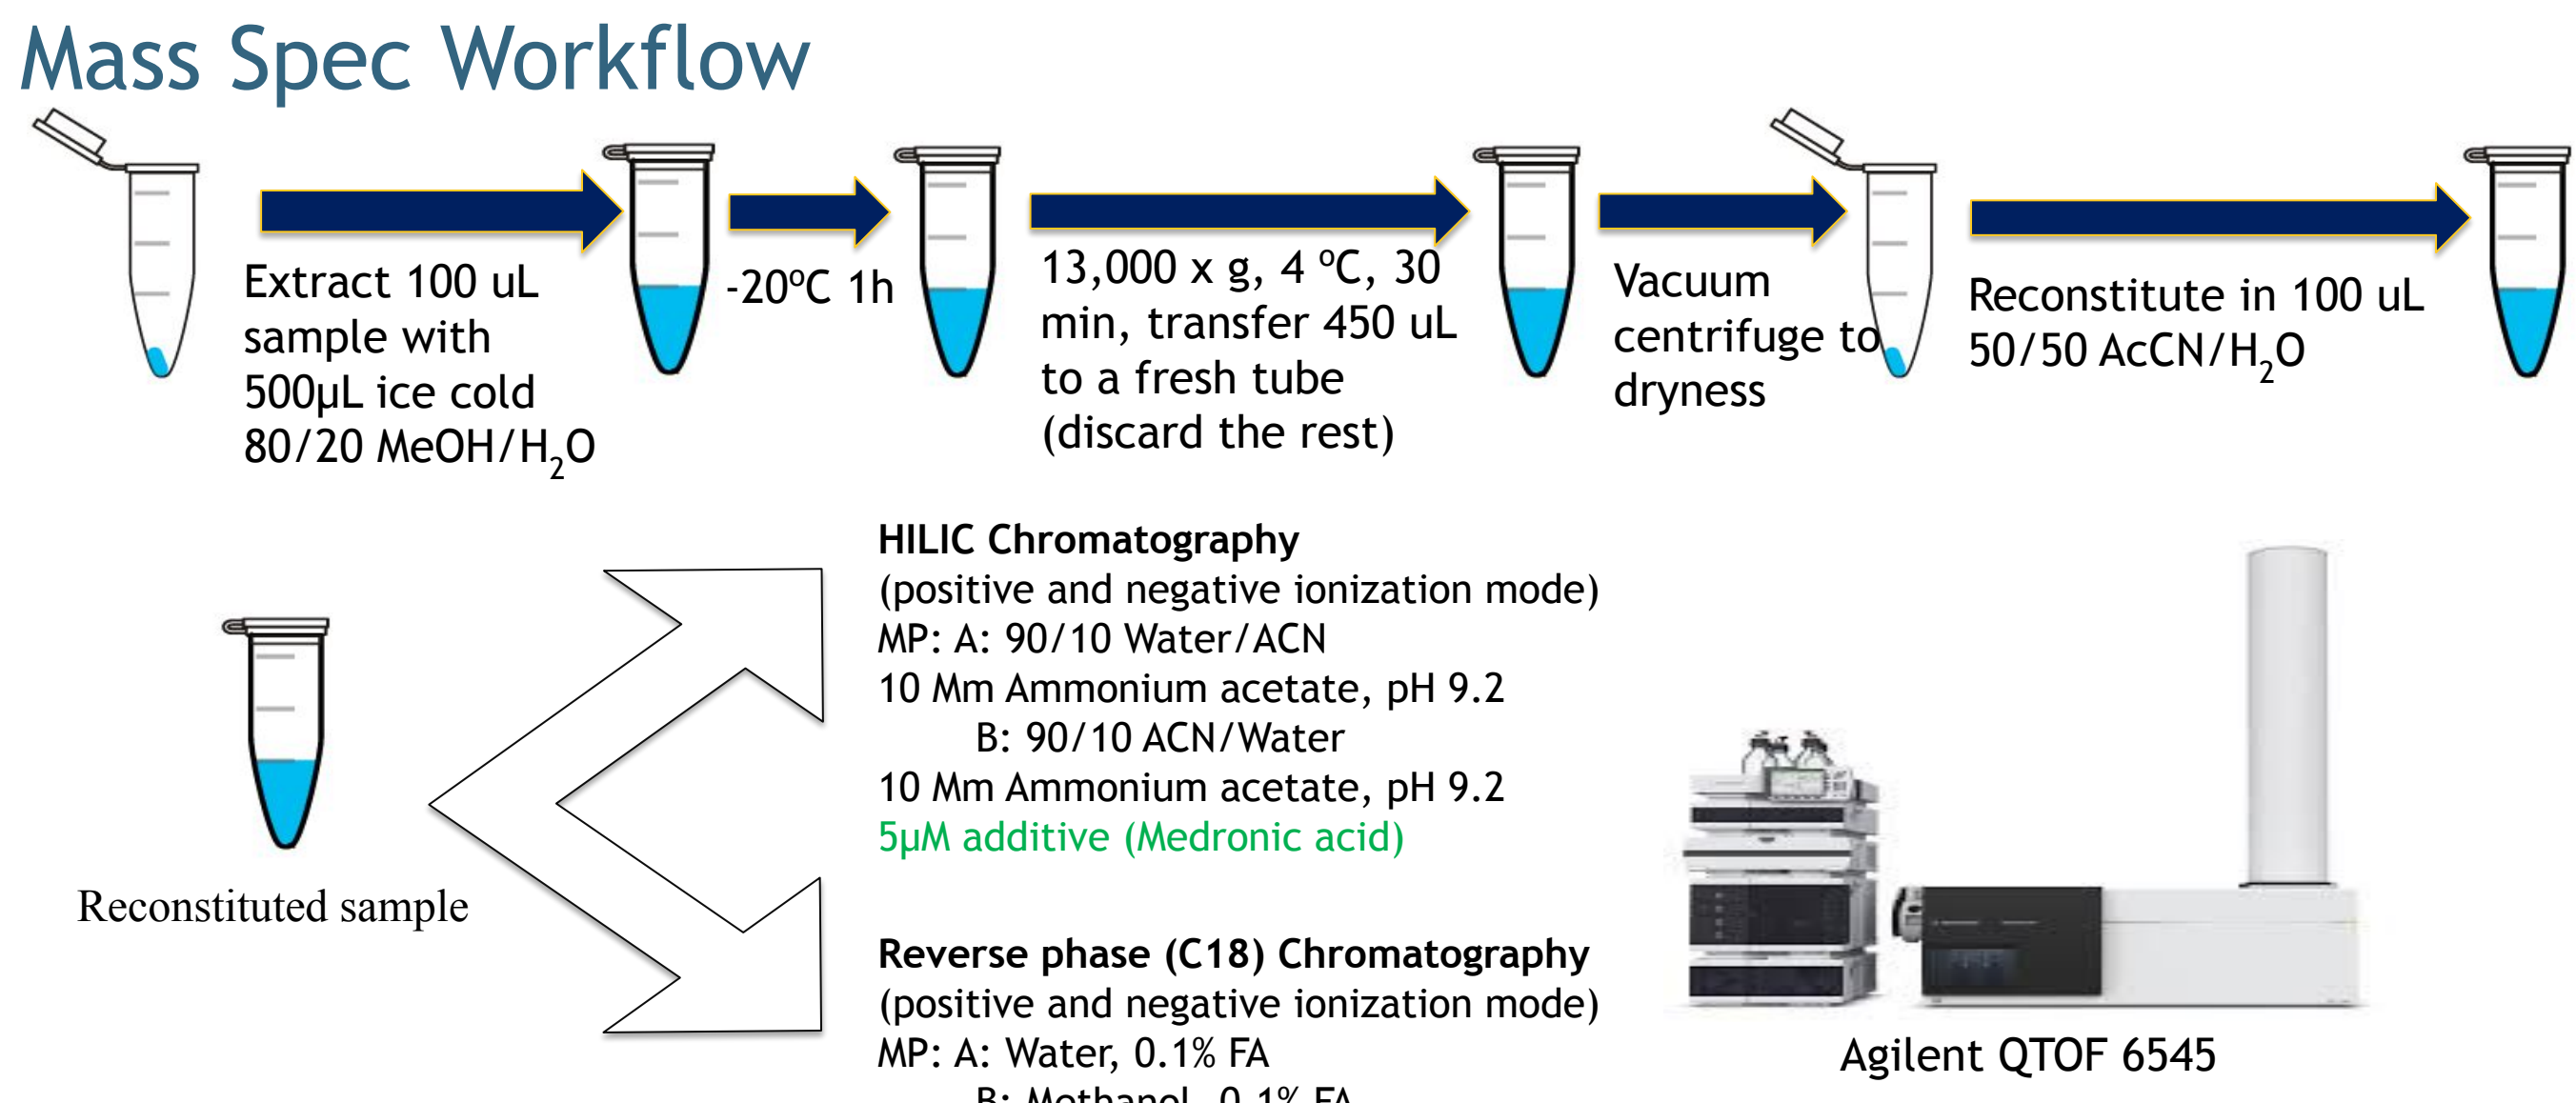 Mass Spec Workflow
Extract 100 uL
sample with
500µL ice cold
80/20 MeOH/H₂O
-20ºC 1h
13,000 x g, 4 ºC, 30
min, transfer 450 uL
to a fresh tube
(discard the rest)
Vacuum
centrifuge to
dryness
Reconstitute in 100 uL
50/50 AcCN/H₂O
Reconstituted sample
HILIC Chromatography
(positive and negative ionization mode)
MP: A: 90/10 Water/ACN
10 Mm Ammonium acetate, pH 9.2
B: 90/10 ACN/Water
10 Mm Ammonium acetate, pH 9.2
5µM additive (Medronic acid)
Reverse phase (C18) Chromatography
(positive and negative ionization mode)
MP: A: Water, 0.1% FA
B: Methanol, 0.1% FA
Agilent QTOF 6545